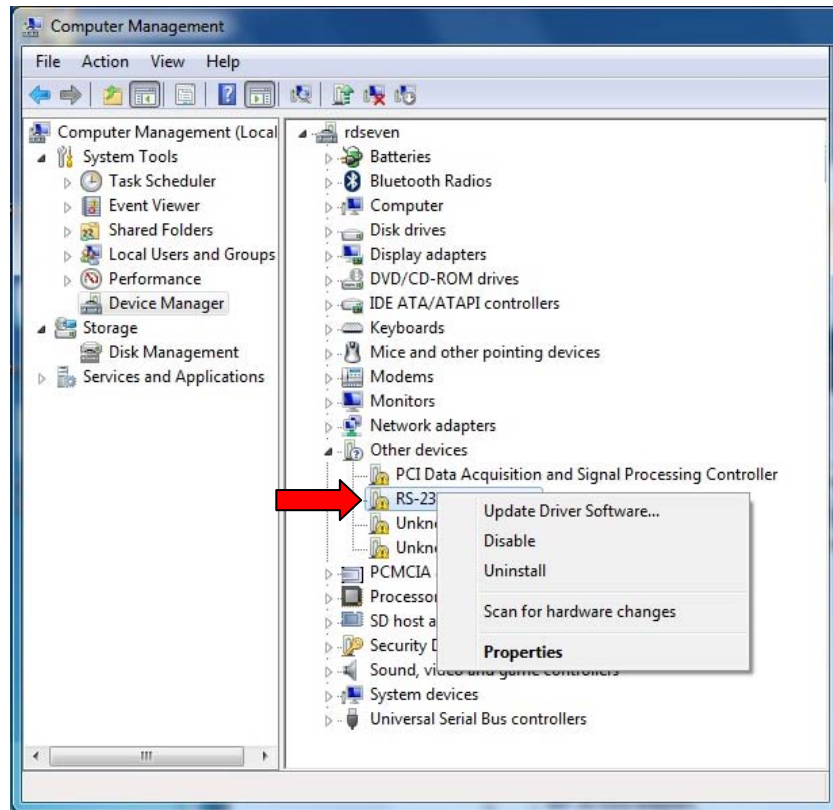 Computer Management
File Action View Help
Computer Management (Local
System Tools
Task Scheduler
Event Viewer
Shared Folders
Local Users and Groups
Performance
Device Manager
Storage
Disk Management
Services and Applications
rdseven
Batteries
Bluetooth Radios
Computer
Disk drives
Display adapters
DVD/CD-ROM drives
IDE ATA/ATAPI controllers
Keyboards
Mice and other pointing devices
Modems
Monitors
Network adapters
Other devices
PCI Data Acquisition and Signal Processing Controller
RS-23
Unkn
Unkn
PCMCIA
Processor
SD host a
Security D
Sound, video and game controllers
System devices
Universal Serial Bus controllers
Update Driver Software...
Disable
Uninstall
Scan for hardware changes
Properties